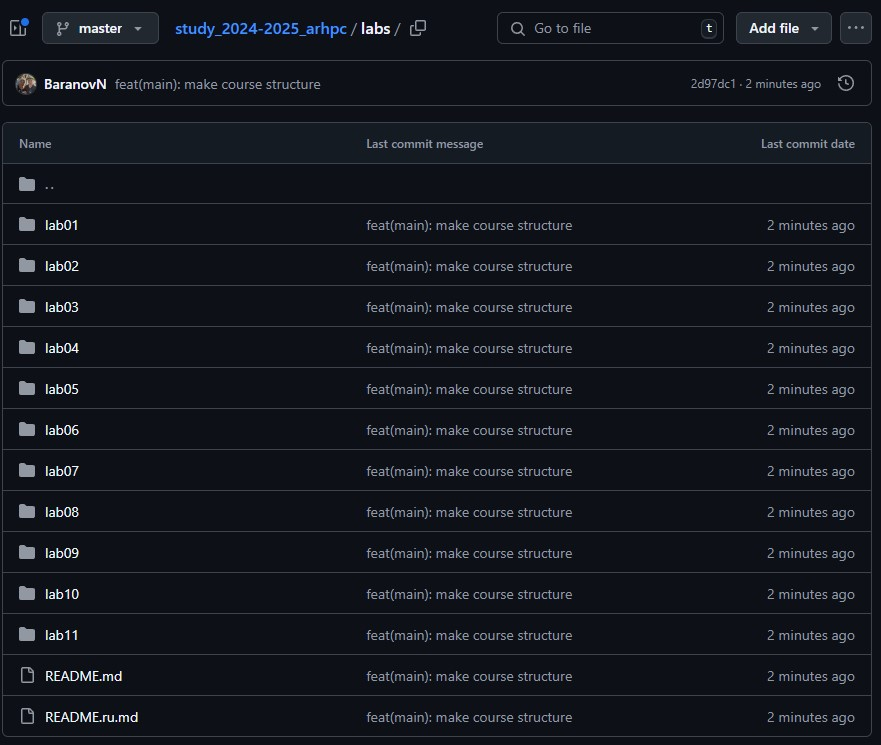 master study_2024-2025_arhpc / labs / Go to file t Add file ...
BaranovN feat(main): make course structure 2d97dc1 · 2 minutes ago
Name Last commit message Last commit date
..
lab01 feat(main): make course structure 2 minutes ago
lab02 feat(main): make course structure 2 minutes ago
lab03 feat(main): make course structure 2 minutes ago
lab04 feat(main): make course structure 2 minutes ago
lab05 feat(main): make course structure 2 minutes ago
lab06 feat(main): make course structure 2 minutes ago
lab07 feat(main): make course structure 2 minutes ago
lab08 feat(main): make course structure 2 minutes ago
lab09 feat(main): make course structure 2 minutes ago
lab10 feat(main): make course structure 2 minutes ago
lab11 feat(main): make course structure 2 minutes ago
README.md feat(main): make course structure 2 minutes ago
README.ru.md feat(main): make course structure 2 minutes ago